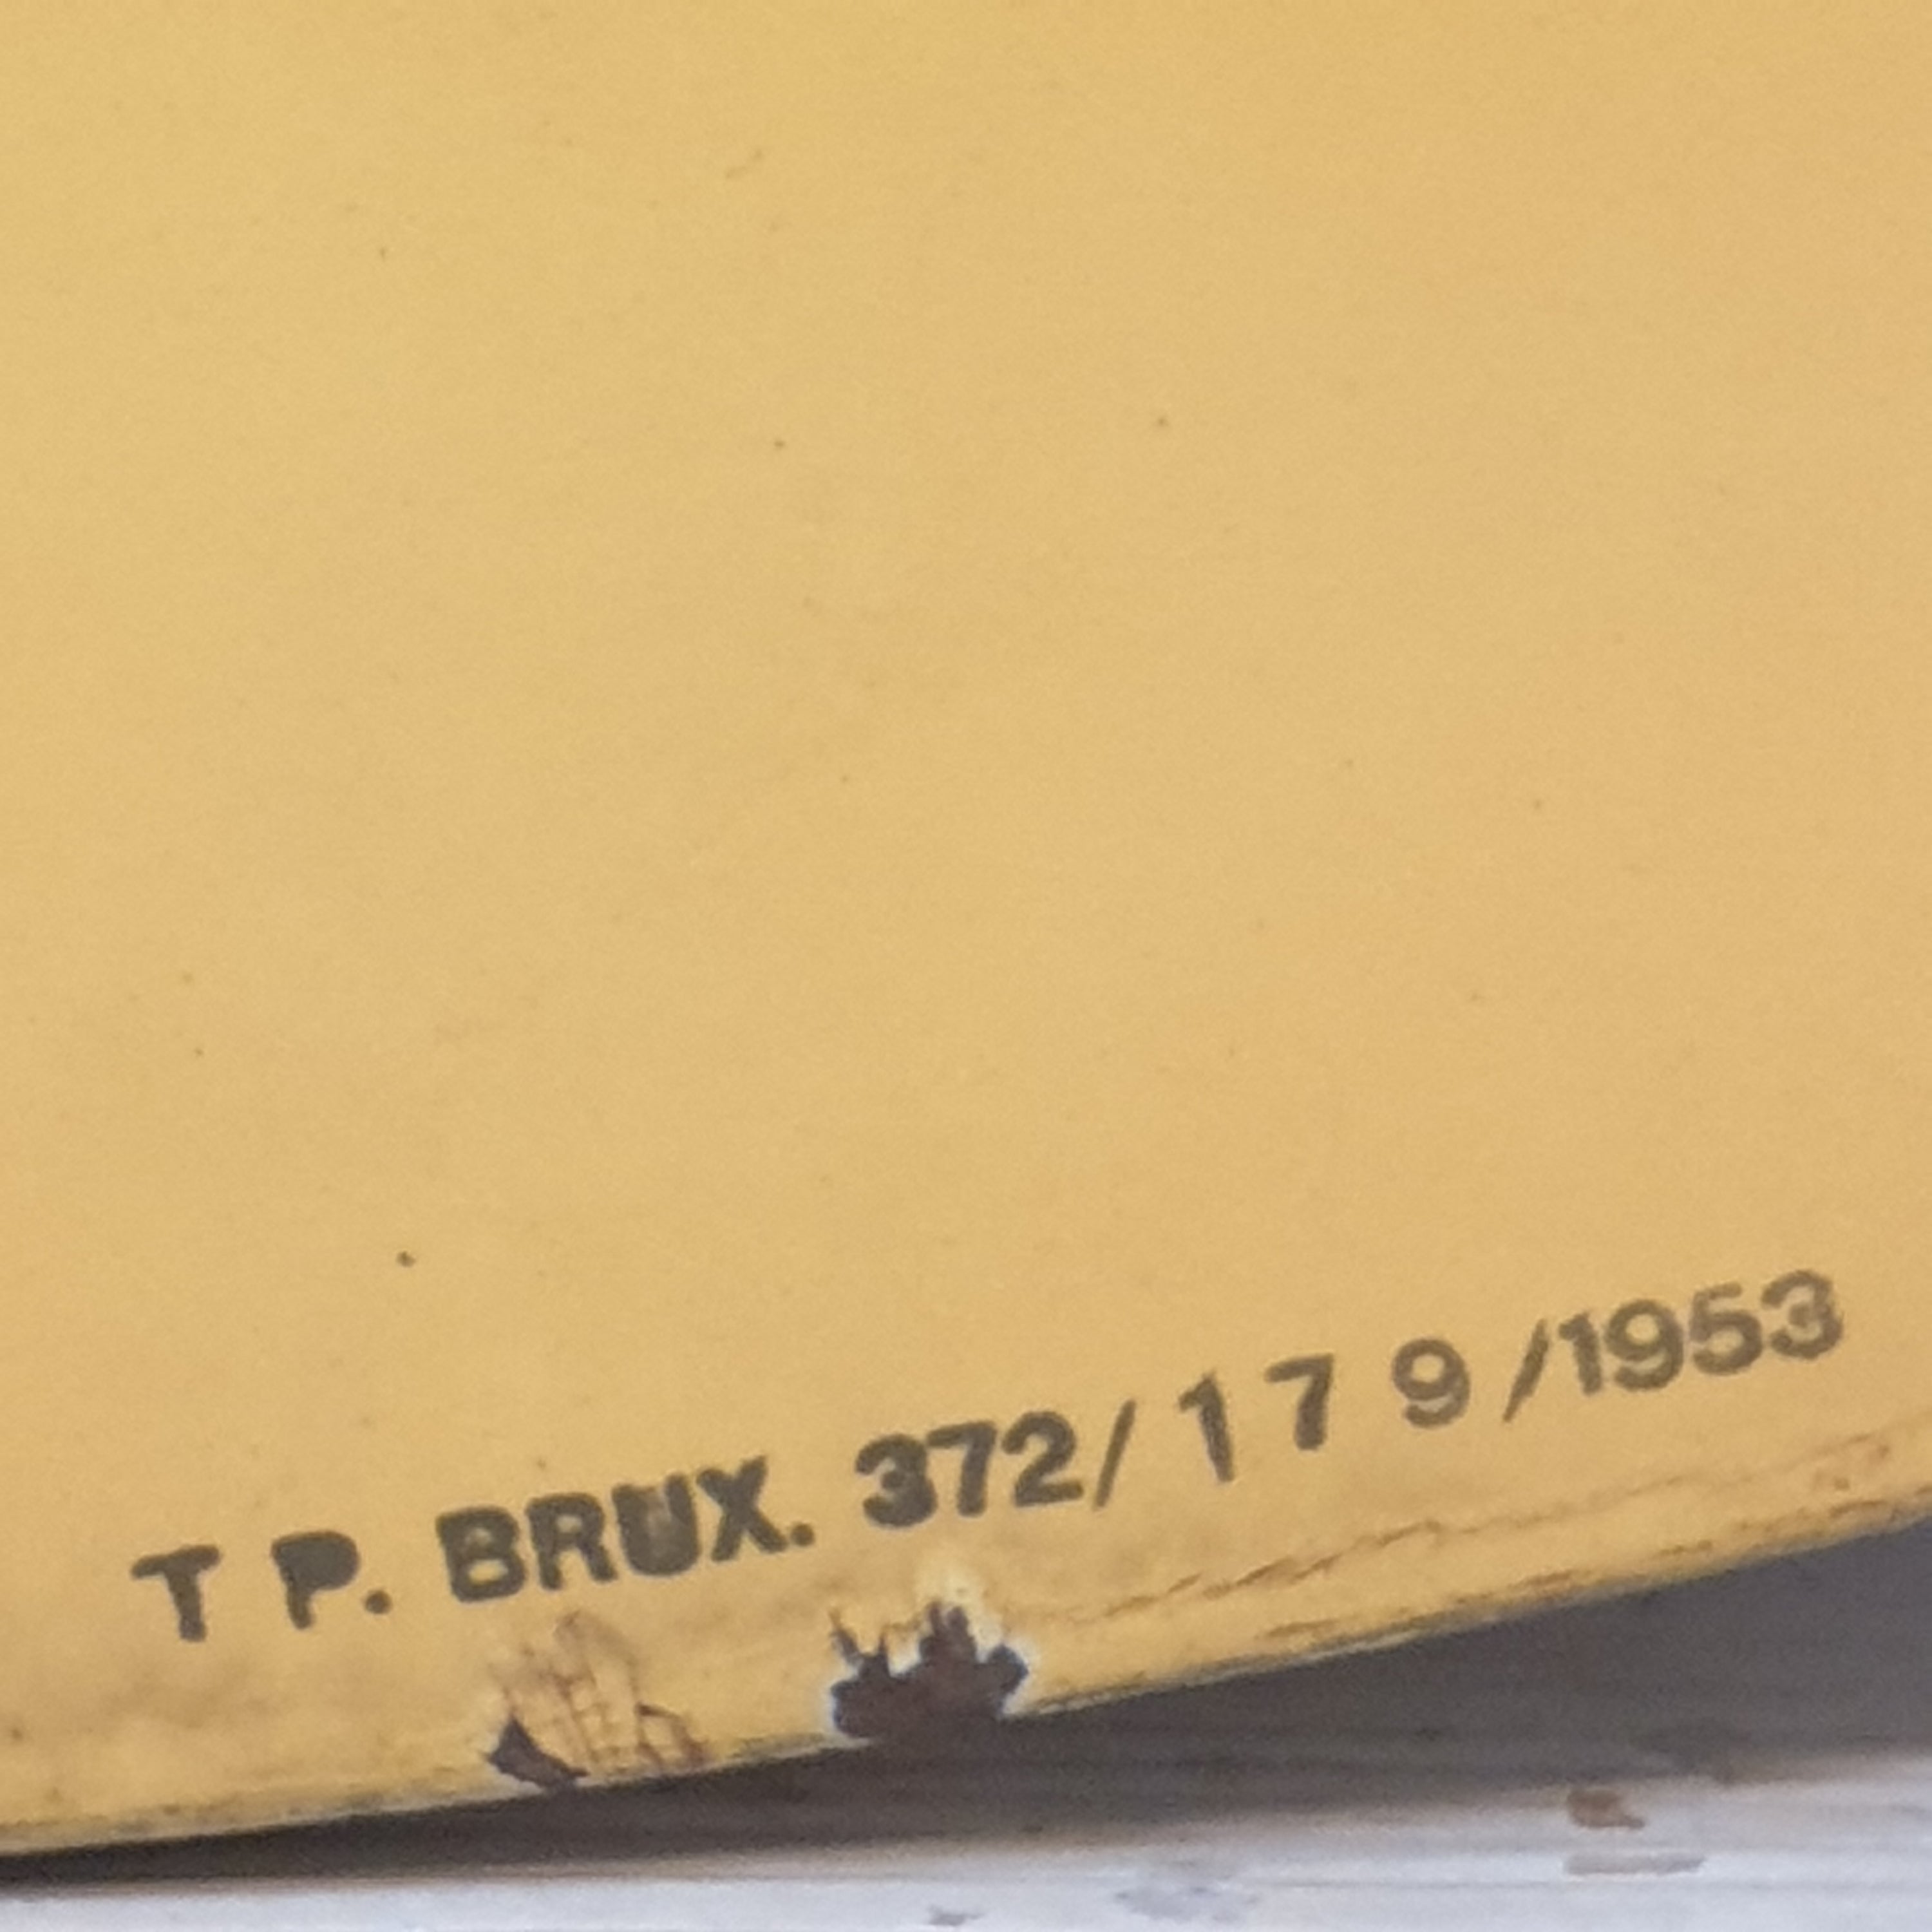 T P. BRUX. 372/ 1 7 9 /1953